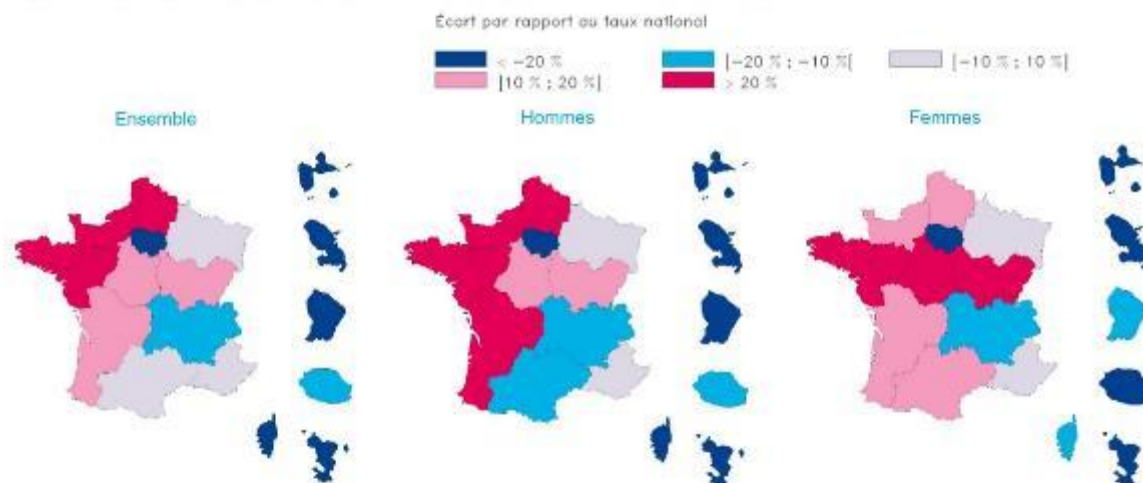 Écart par rapport au taux national
< -20 %
[-20 % ; -10 %[
[-10 % ; 10 %]
]10 % ; 20 %]
> 20 %
Ensemble
Hommes
Femmes